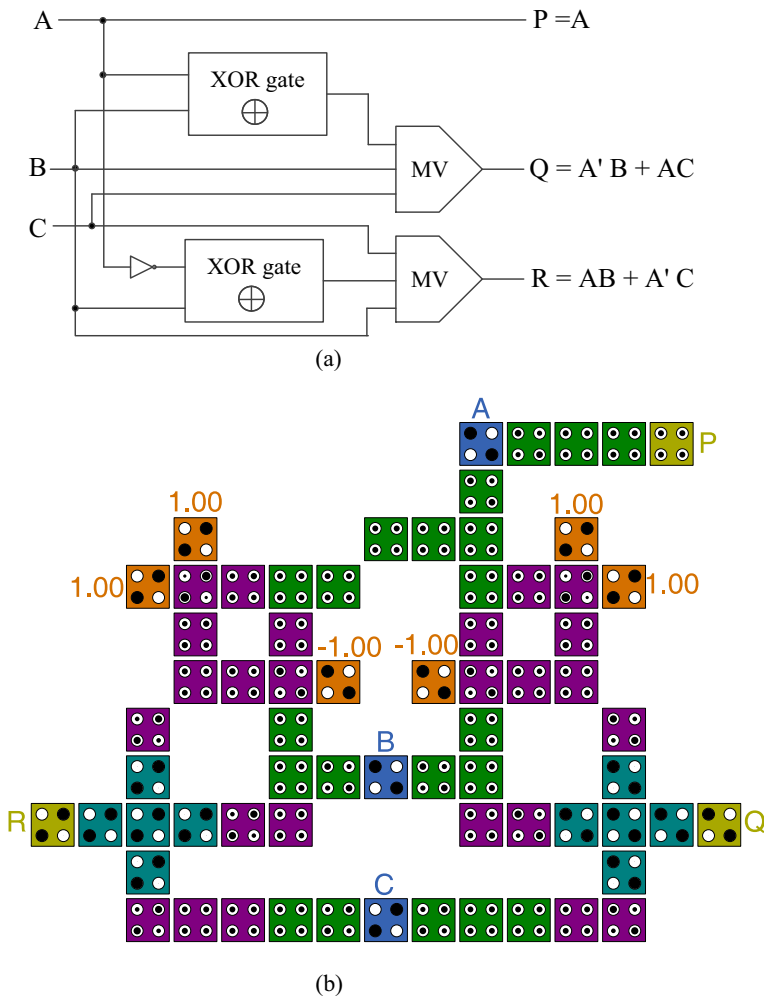 A P =A
XOR gate
MV
B Q = A' B + AC
C
XOR gate
MV R = AB + A' C
(a)
A
P
1.00 1.00
1.00 1.00
-1.00 -1.00
B
R Q
C
(b)